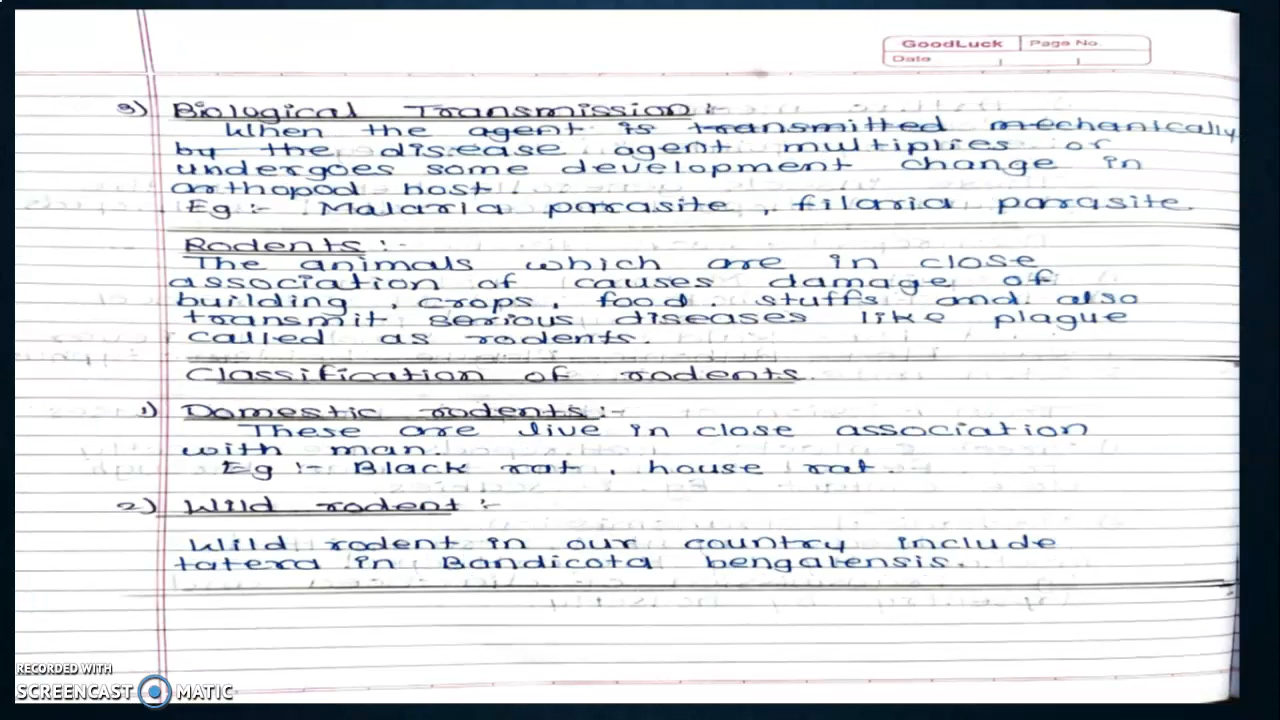 GoodLuck Page No.
Date
3) Biological Transmission :-
When the agent is transmitted mechanically
by the disease agent multiplies or
undergoes some development change in
arthopod host
Eg :- Malaria parasite, filaria parasite.
Rodents :-
The animals which are in close
association of causes damage of
building, crops, food. stuffs and also
transmit serious diseases like plague
called as rodents.
Classification of rodents.
1) Domestic rodents :-
These are live in close association
with man.
Eg :- Black rat, house rat.
2) Wild rodent :-
Wild rodent in our country include
tatera in Bandicota bengalensis.
RECORDED WITH
SCREENCAST MATIC